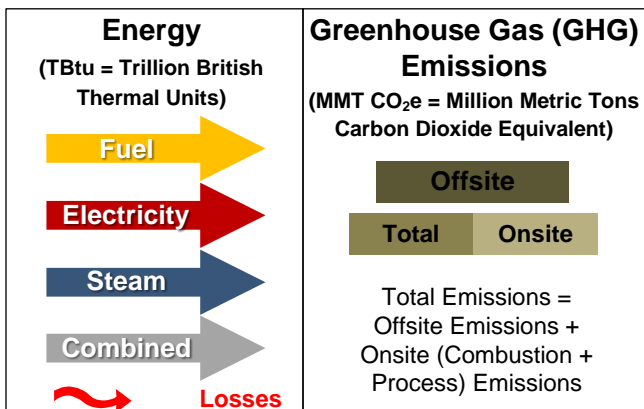 Energy
(TBtu = Trillion British
Thermal Units)
Fuel
Electricity
Steam
Combined
Losses
Greenhouse Gas (GHG)
Emissions
(MMT CO₂e = Million Metric Tons
Carbon Dioxide Equivalent)
Offsite
Total Onsite
Total Emissions =
Offsite Emissions +
Onsite (Combustion +
Process) Emissions